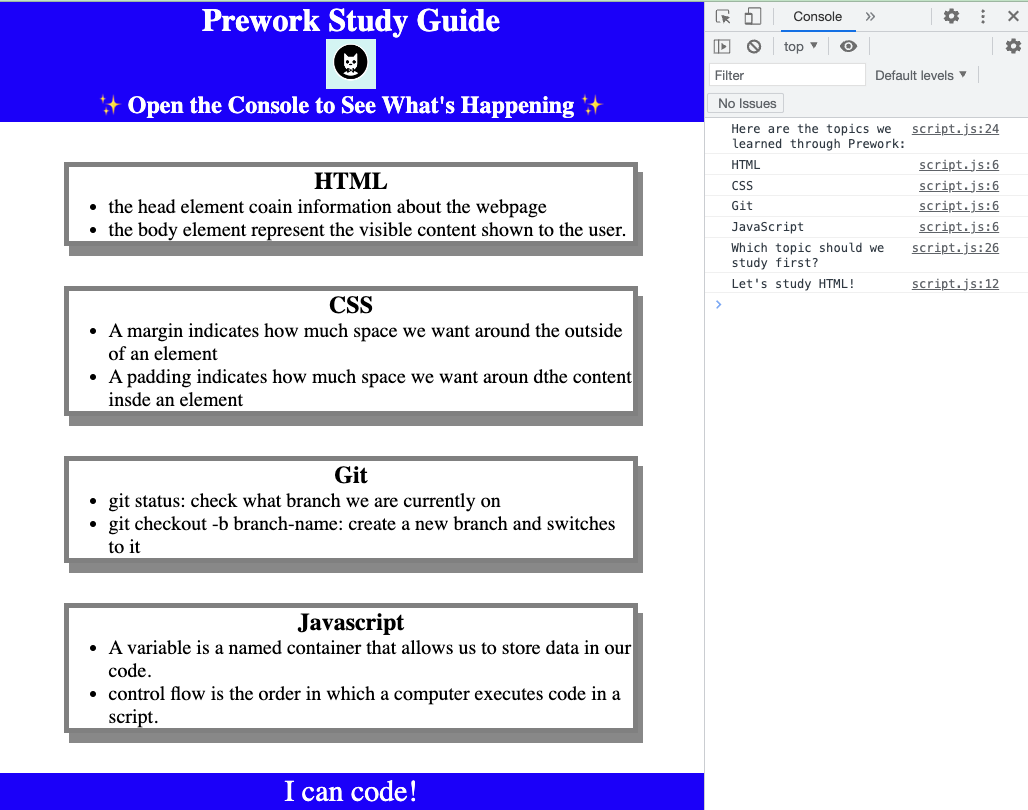 Prework Study Guide
✨ Open the Console to See What's Happening ✨
HTML
• the head element coain information about the webpage
• the body element represent the visible content shown to the user.
CSS
• A margin indicates how much space we want around the outside
of an element
• A padding indicates how much space we want aroun dthe content
insde an element
Git
• git status: check what branch we are currently on
• git checkout -b branch-name: create a new branch and switches
to it
Javascript
• A variable is a named container that allows us to store data in our
code.
• control flow is the order in which a computer executes code in a
script.
I can code!
Console
top
Filter
Default levels
No Issues
Here are the topics we script.js:24
learned through Prework:
HTML script.js:6
CSS script.js:6
Git script.js:6
JavaScript script.js:6
Which topic should we script.js:26
study first?
Let's study HTML! script.js:12